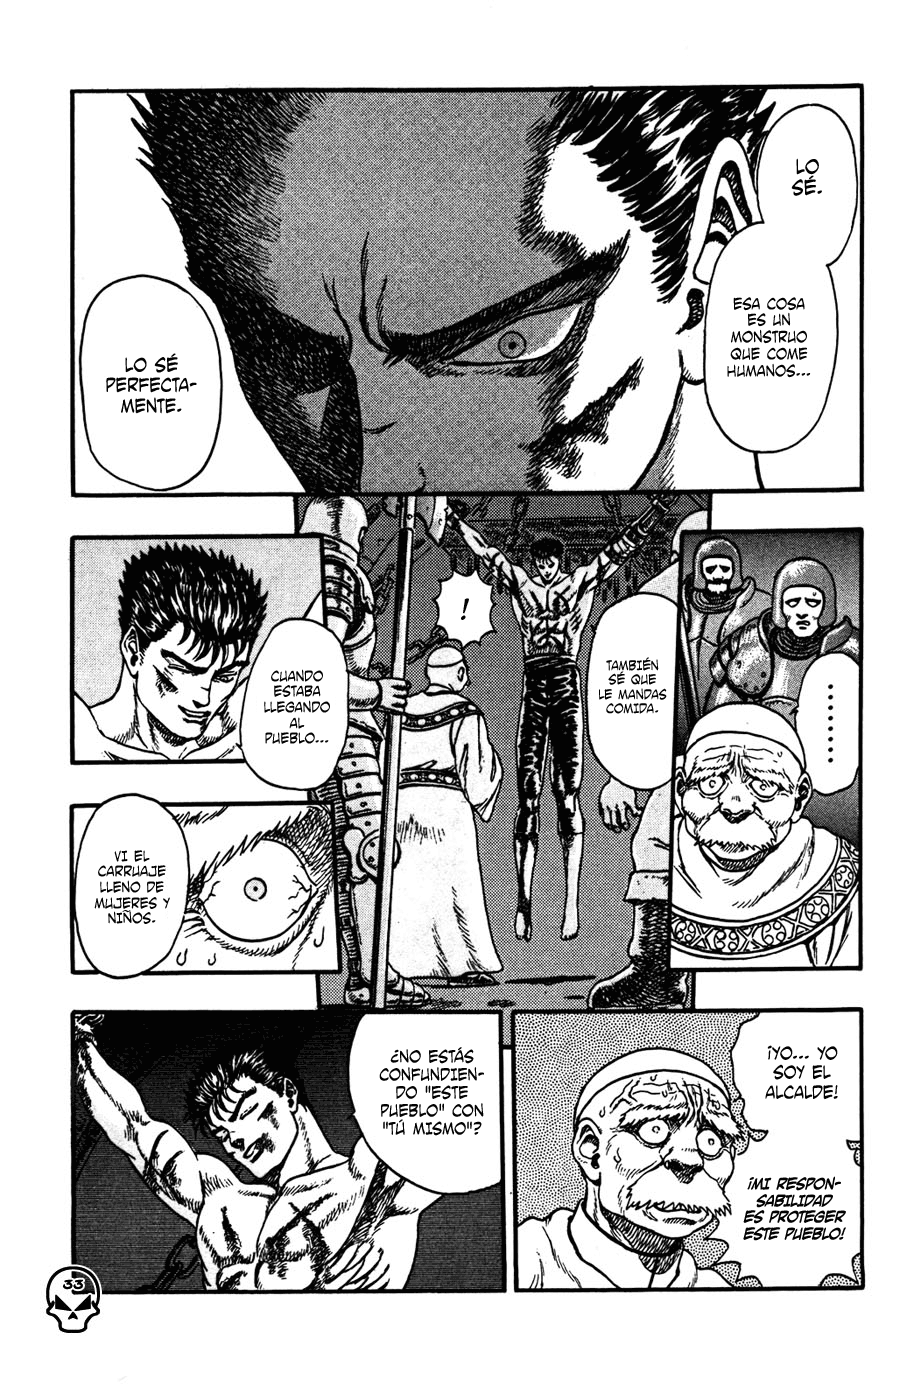 LO
SÉ.
ESA COSA
ES UN
MONSTRUO
QUE COME
HUMANOS...
LO SÉ
PERFECTA-
MENTE.
.......
TAMBIÉN
SÉ QUE
LE MANDAS
COMIDA.
!
CUANDO
ESTABA
LLEGANDO
AL
PUEBLO...
VI EL
CARRUAJE
LLENO DE
MUJERES Y
NIÑOS.
¡YO... YO
SOY EL
ALCALDE!
¡MI RESPON-
SABILIDAD
ES PROTEGER
ESTE PUEBLO!
¿NO ESTÁS
CONFUNDIEN-
DO "ESTE
PUEBLO" CON
"TÚ MISMO"?
33